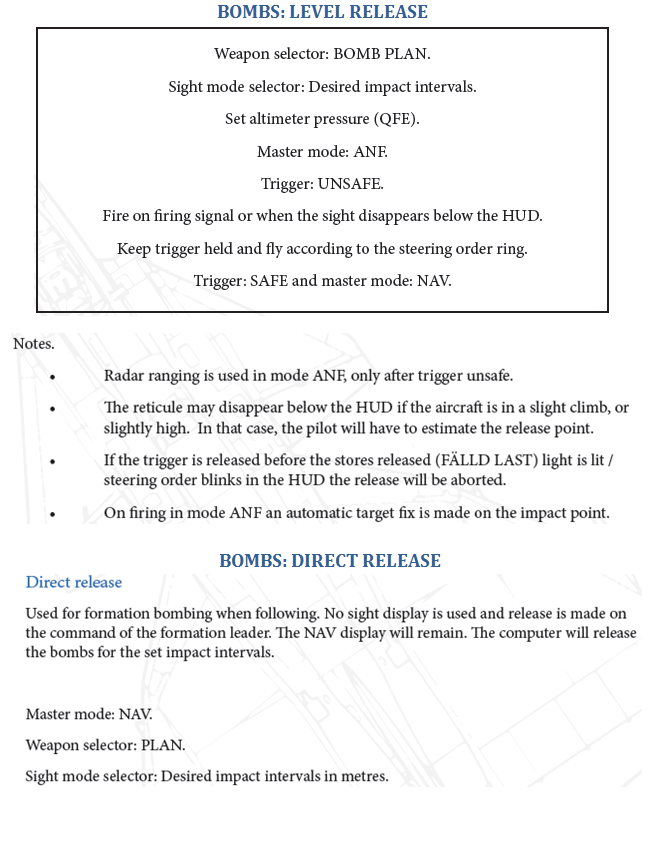 BOMBS: LEVEL RELEASE
Weapon selector: BOMB PLAN.
Sight mode selector: Desired impact intervals.
Set altimeter pressure (QFE).
Master mode: ANF.
Trigger: UNSAFE.
Fire on firing signal or when the sight disappears below the HUD.
Keep trigger held and fly according to the steering order ring.
Trigger: SAFE and master mode: NAV.
Notes.
• Radar ranging is used in mode ANF, only after trigger unsafe.
• The reticule may disappear below the HUD if the aircraft is in a slight climb, or
slightly high. In that case, the pilot will have to estimate the release point.
• If the trigger is released before the stores released (FÄLLD LAST) light is lit /
steering order blinks in the HUD the release will be aborted.
• On firing in mode ANF an automatic target fix is made on the impact point.
BOMBS: DIRECT RELEASE
Direct release
Used for formation bombing when following. No sight display is used and release is made on
the command of the formation leader. The NAV display will remain. The computer will release
the bombs for the set impact intervals.
Master mode: NAV.
Weapon selector: PLAN.
Sight mode selector: Desired impact intervals in metres.